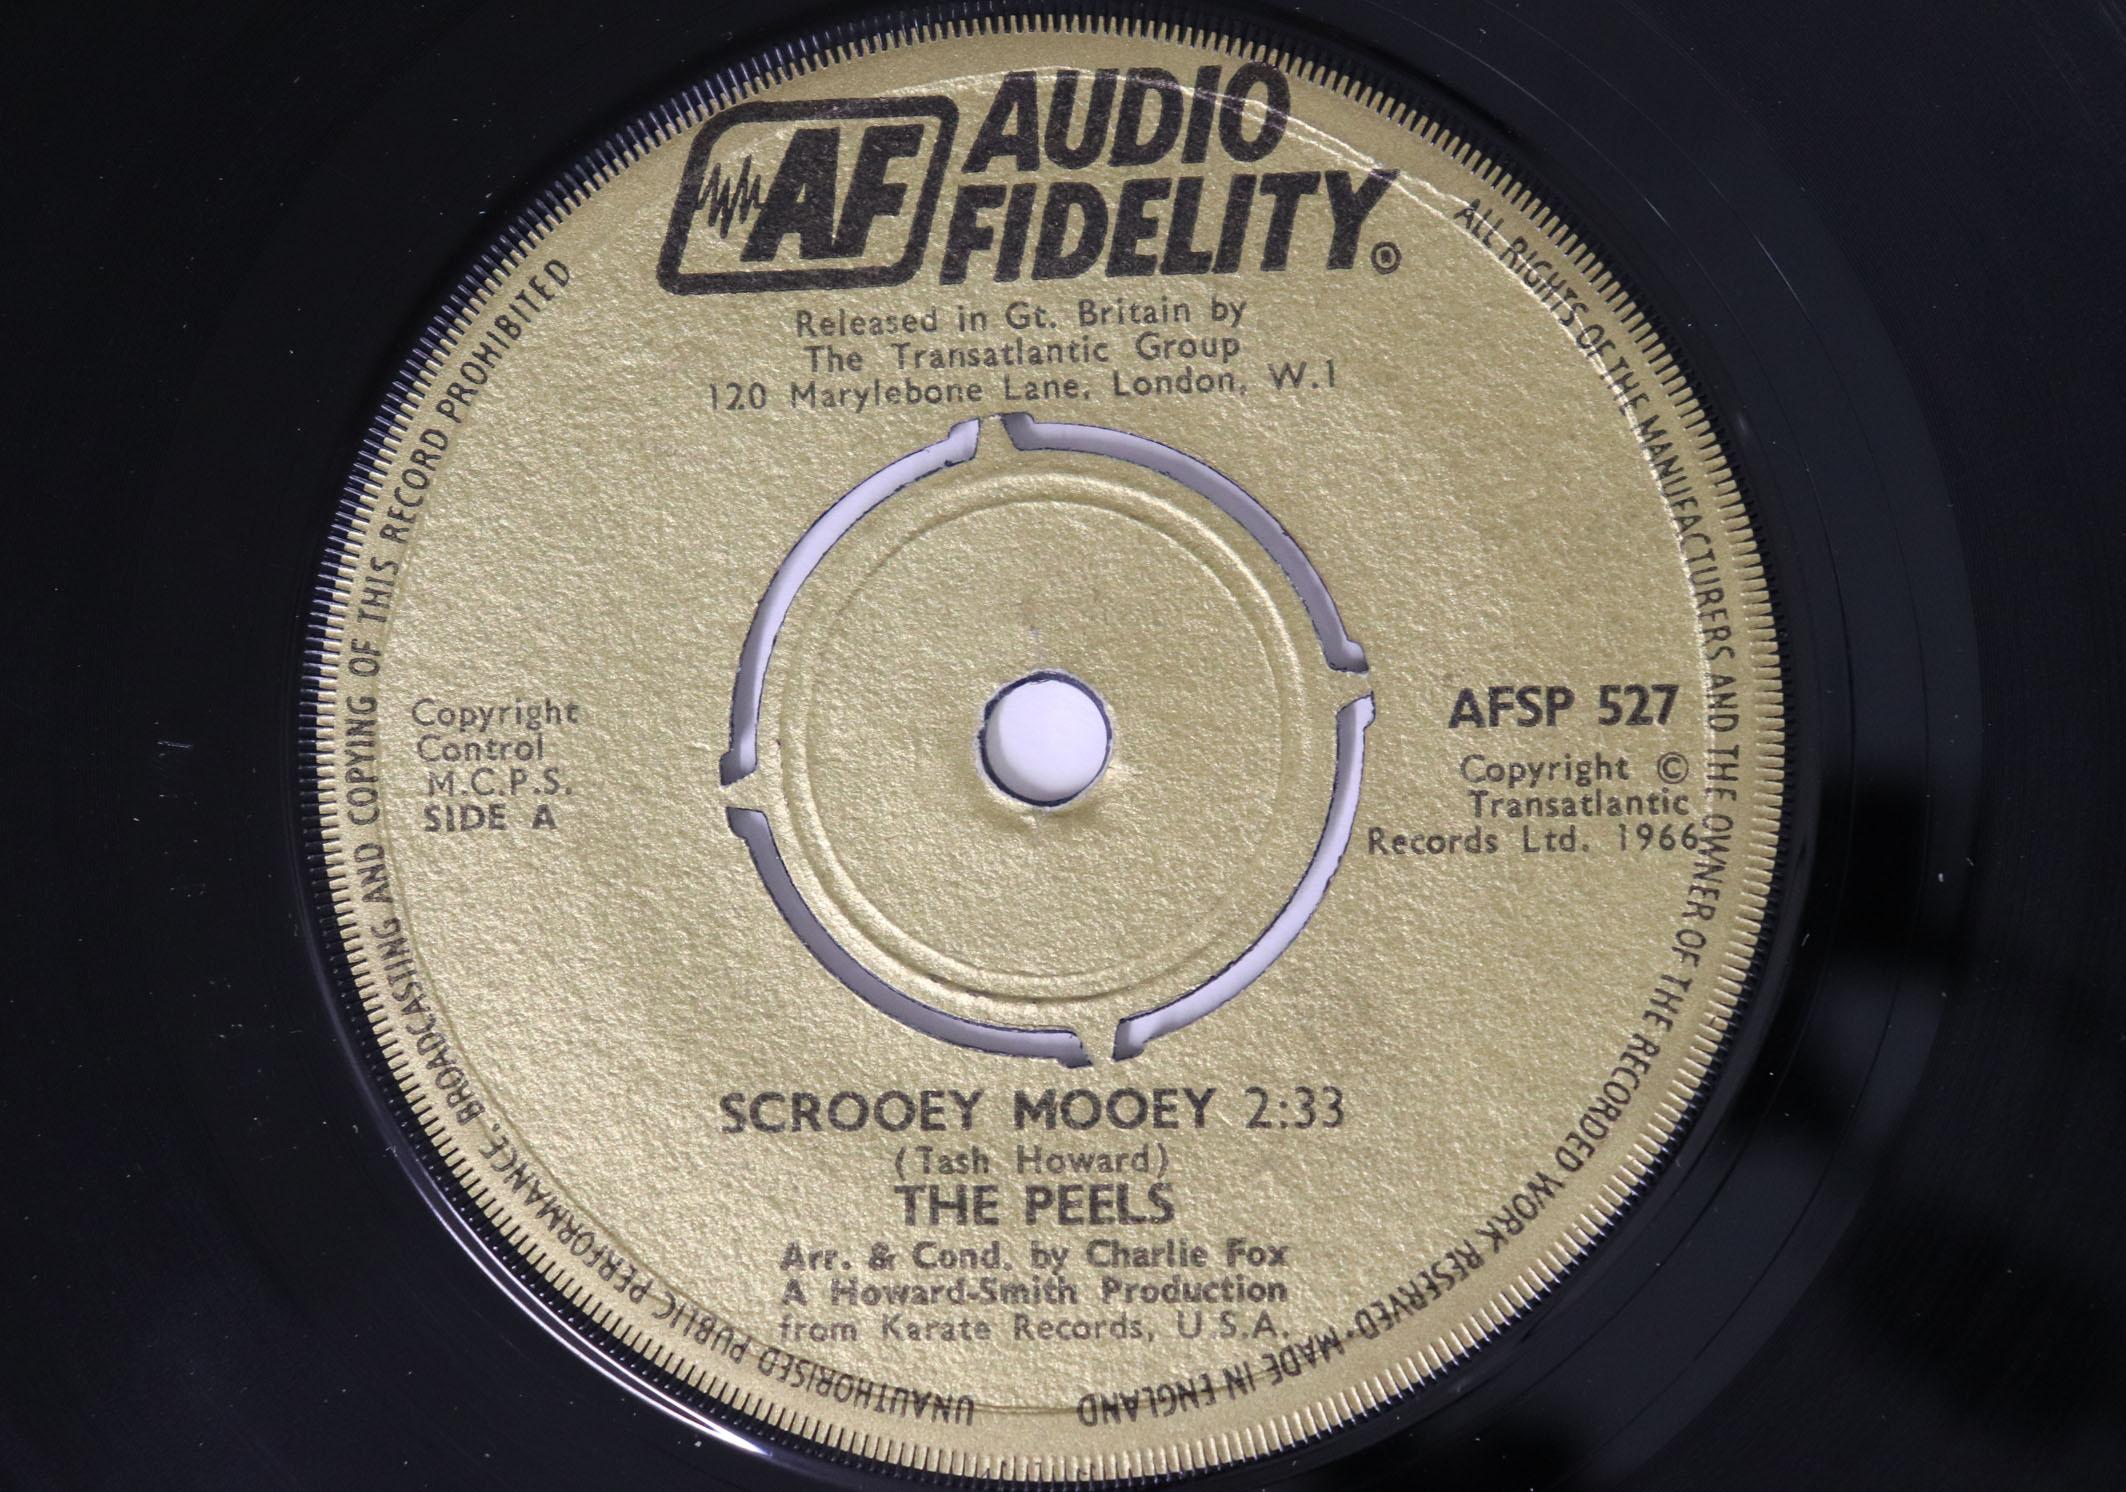 AF AUDIO
FIDELITY®
Released in Gt. Britain by
The Transatlantic Group
120 Marylebone Lane, London, W.1
Copyright
Control
M.C.P.S.
SIDE A
AFSP 527
Copyright ©
Transatlantic
Records Ltd. 1966
SCROOEY MOOEY 2:33
(Tash Howard)
THE PEELS
Arr. & Cond. by Charlie Fox
A Howard-Smith Production
from Karate Records, U.S.A.
ALL RIGHTS OF THE MANUFACTURERS AND THE OWNER OF THE RECORDED WORK RESERVED·MADE IN ENGLAND
UNAUTHORISED PUBLIC PERFORMANCE, BROADCASTING AND COPYING OF THIS RECORD PROHIBITED